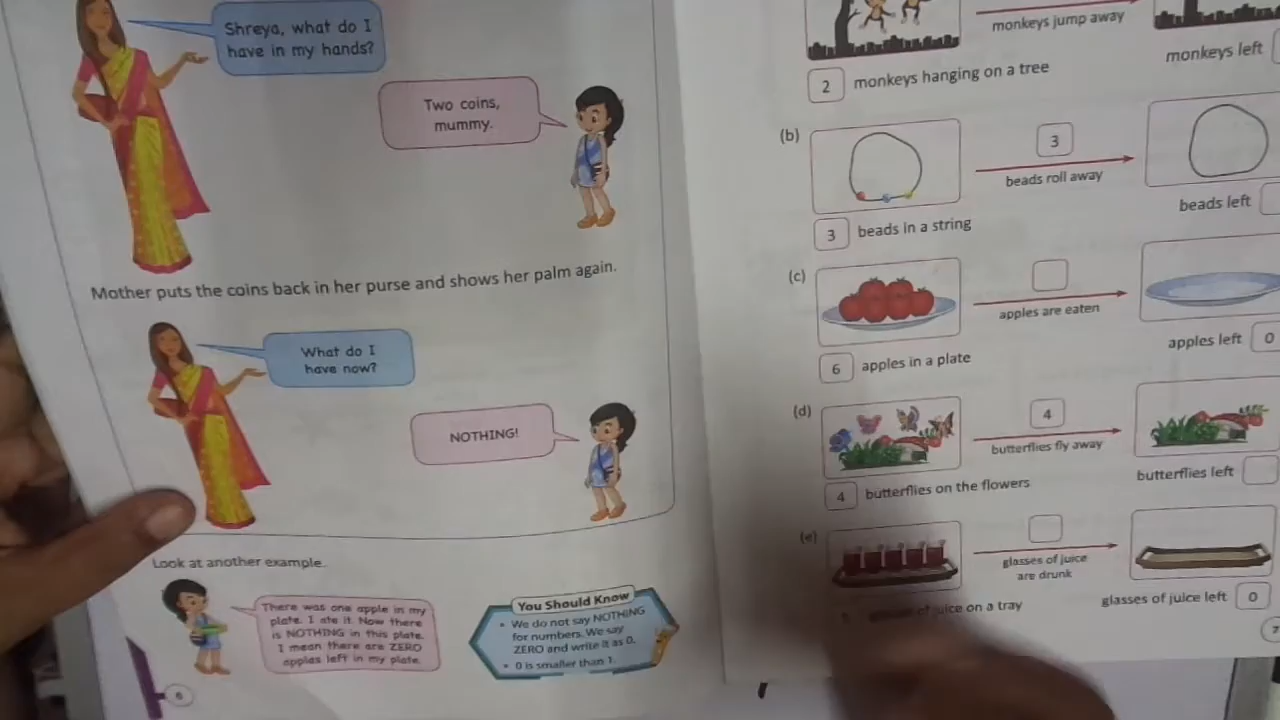 Shreya, what do I
have in my hands?
Two coins,
mummy.
Mother puts the coins back in her purse and shows her palm again.
What do I
have now?
NOTHING!
Look at another example.
There was one apple in my
plate. I ate it. Now there
is NOTHING in this plate.
I mean there are ZERO
apples left in my plate.
You Should Know
• We do not say NOTHING
for numbers. We say
ZERO and write it as 0.
• 0 is smaller than 1.
6
monkeys jump away
2 monkeys hanging on a tree
monkeys left
(b)
3
beads roll away
3 beads in a string
beads left
(c)
apples are eaten
6 apples in a plate
apples left 0
(d)
4
butterflies fly away
4 butterflies on the flowers
butterflies left
(e)
glasses of juice
are drunk
glasses of juice on a tray
glasses of juice left 0
7